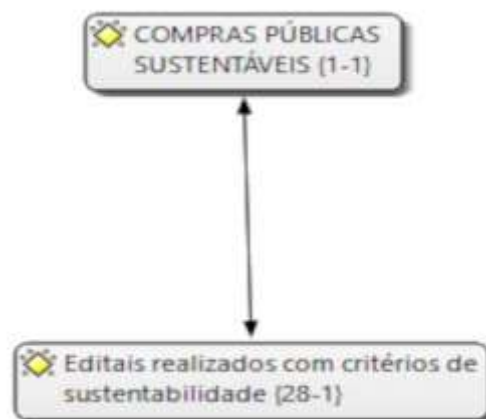 COMPRAS PÚBLICAS
SUSTENTÁVEIS {1-1}
Editais realizados com critérios de
sustentabilidade {28-1}